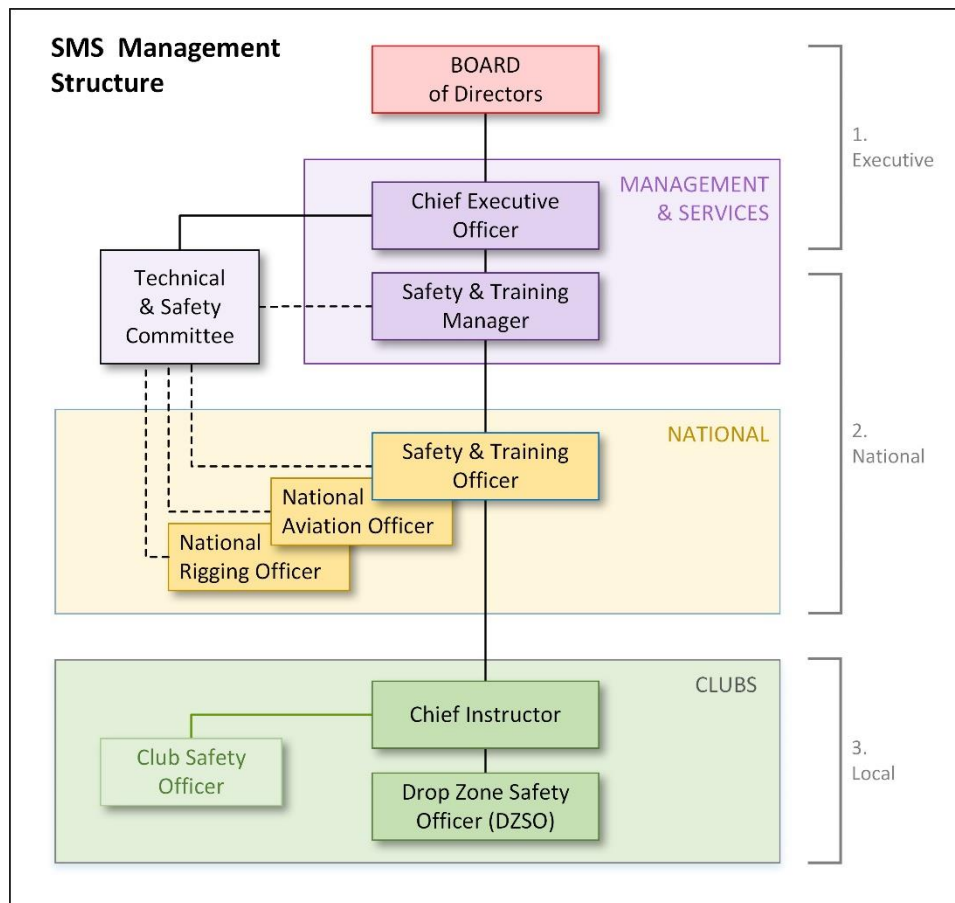 SMS Management
Structure
BOARD
of Directors
1.
Executive
MANAGEMENT
& SERVICES
Chief Executive
Officer
Technical
& Safety
Committee
Safety & Training
Manager
2.
National
NATIONAL
Safety & Training
Officer
National
Aviation Officer
National
Rigging Officer
CLUBS
Chief Instructor
Club Safety
Officer
3.
Local
Drop Zone Safety
Officer (DZSO)